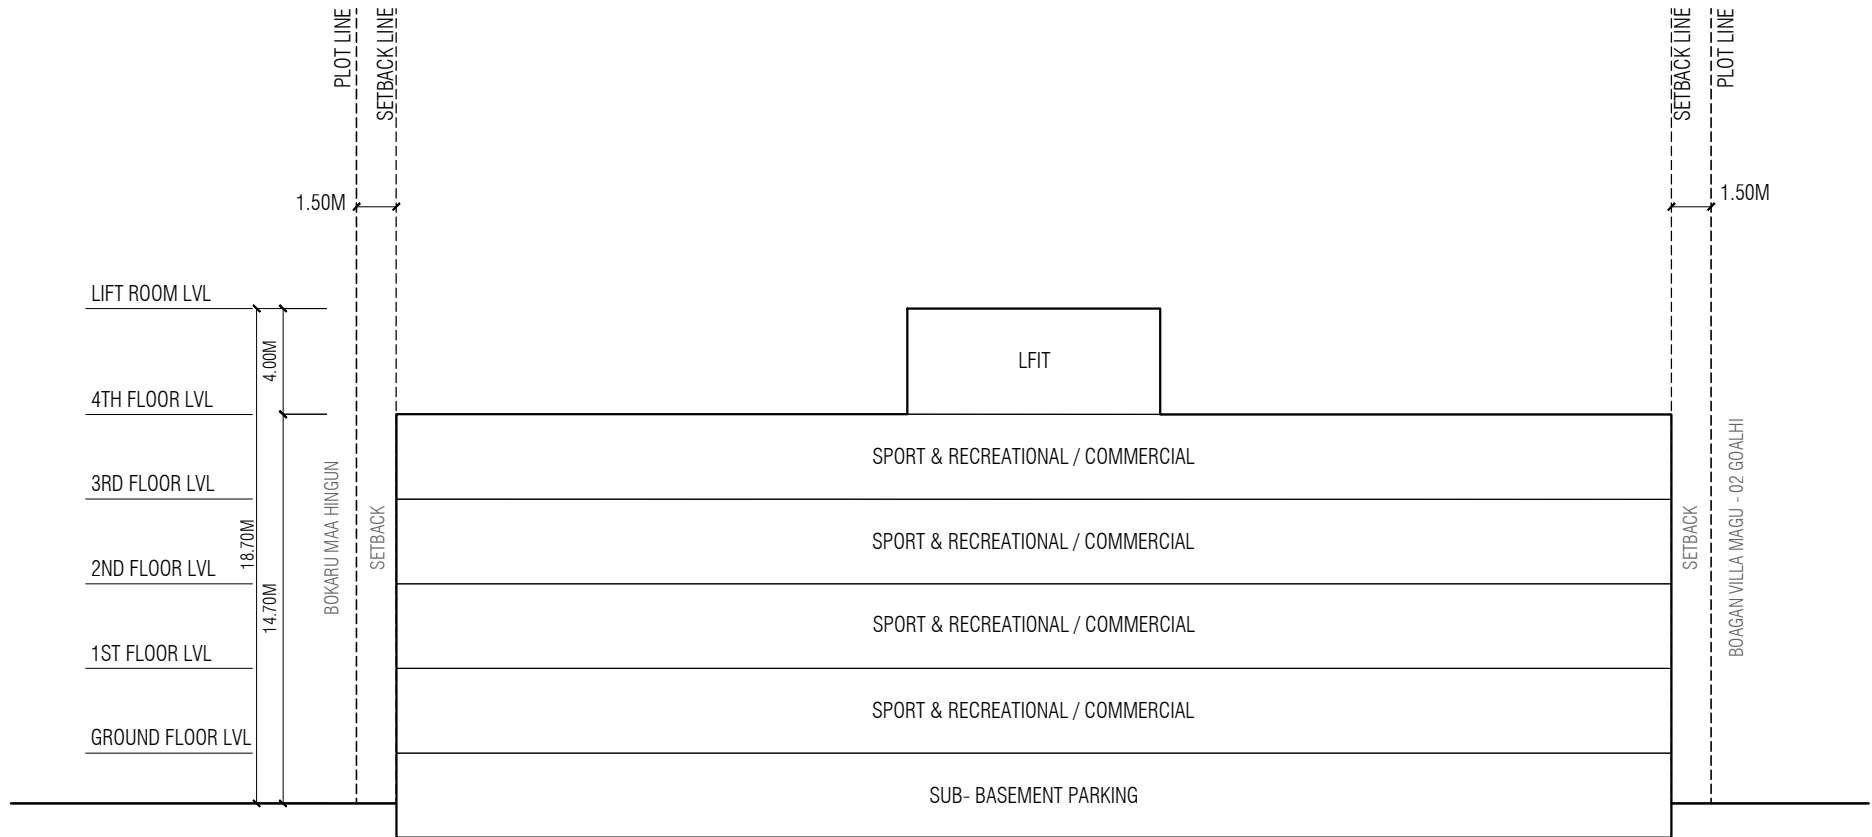 PLOT LINE
SETBACK LINE
SETBACK LINE
PLOT LINE
1.50M
1.50M
LIFT ROOM LVL
4.00M
LFIT
4TH FLOOR LVL
SPORT & RECREATIONAL / COMMERCIAL
3RD FLOOR LVL
18.70M
BOKARU MAA HINGUN
SETBACK
SPORT & RECREATIONAL / COMMERCIAL
SETBACK
BOAGAN VILLA MAGU - 02 GOALHI
2ND FLOOR LVL
14.70M
SPORT & RECREATIONAL / COMMERCIAL
1ST FLOOR LVL
SPORT & RECREATIONAL / COMMERCIAL
GROUND FLOOR LVL
SUB- BASEMENT PARKING